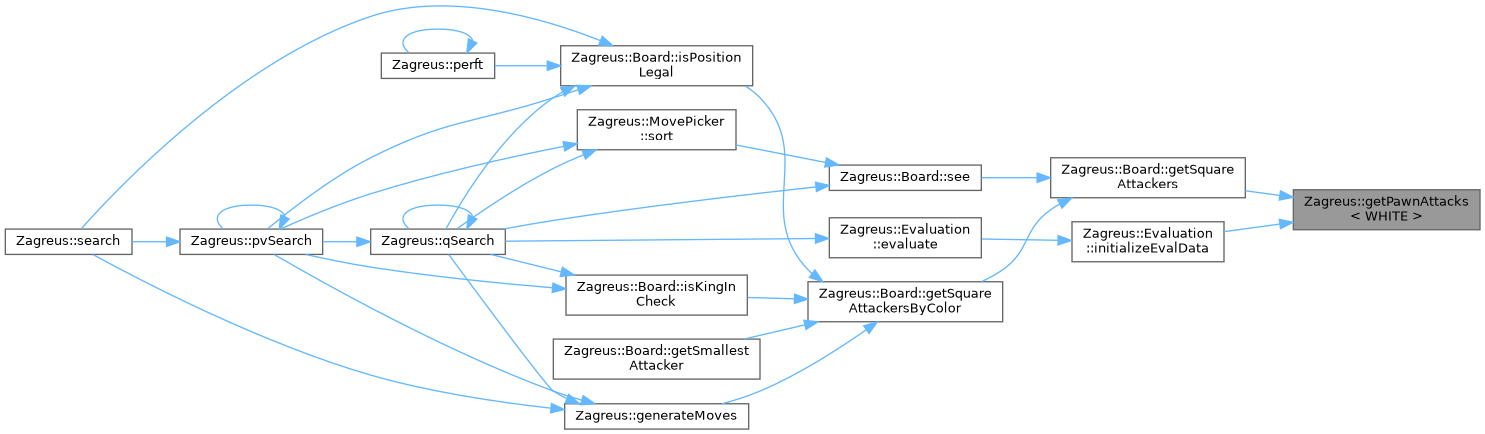 Zagreus::search
Zagreus::perft
Zagreus::pvSearch
Zagreus::qSearch
Zagreus::Board::isPosition
Legal
Zagreus::MovePicker
::sort
Zagreus::Board::see
Zagreus::Evaluation
::evaluate
Zagreus::Board::isKingIn
Check
Zagreus::Board::getSmallest
Attacker
Zagreus::generateMoves
Zagreus::Board::getSquare
AttackersByColor
Zagreus::Board::getSquare
Attackers
Zagreus::Evaluation
::initializeEvalData
Zagreus::getPawnAttacks
< WHITE >